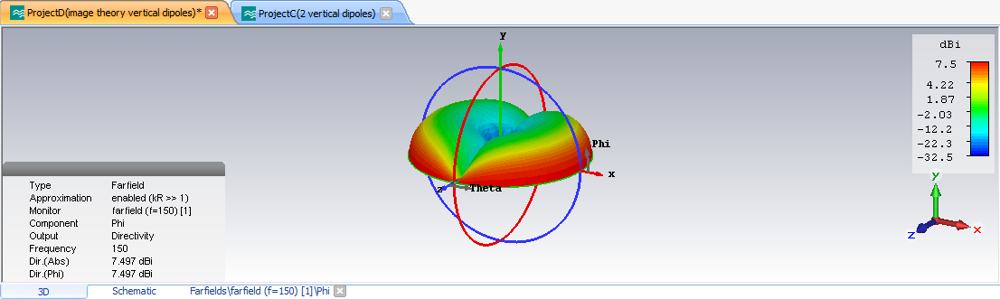 ProjectD(image theory vertical dipoles)*
ProjectC(2 vertical dipoles)
y
dBi
7.5
4.22
1.87
-2.03
-12.2
-22.3
-32.5
Phi
x
z
Theta
y
x
z
Type Farfield
Approximation enabled (kR >> 1)
Monitor farfield (f=150) [1]
Component Phi
Output Directivity
Frequency 150
Dir.(Abs) 7.497 dBi
Dir.(Phi) 7.497 dBi
3D Schematic Farfields\farfield (f=150) [1]\Phi